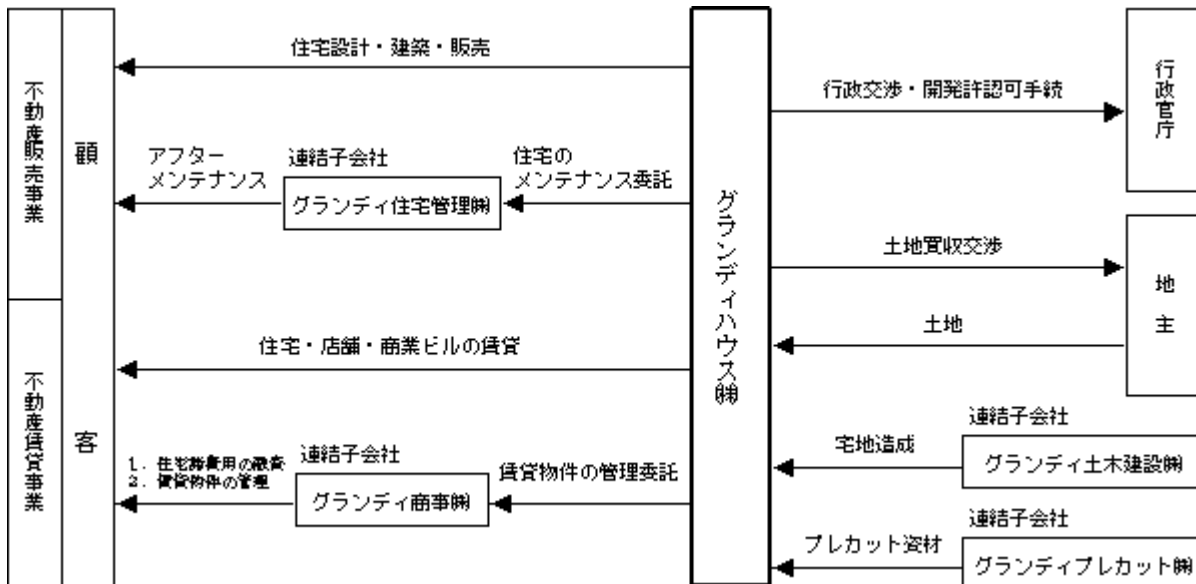 不動産販売事業
不動産賃貸事業
顧客
住宅設計・建築・販売
アフター
メンテナンス
連結子会社
グランディ住宅管理㈱
住宅の
メンテナンス委託
住宅・店舗・商業ビルの賃貸
1. 住宅諸費用の融資
2. 賃貸物件の管理
連結子会社
グランディ商事㈱
賃貸物件の管理委託
グランディハウス㈱
行政交渉・開発許認可手続
行政官庁
土地買収交渉
土地
地主
宅地造成
連結子会社
グランディ土木建設㈱
プレカット資材
連結子会社
グランディプレカット㈱